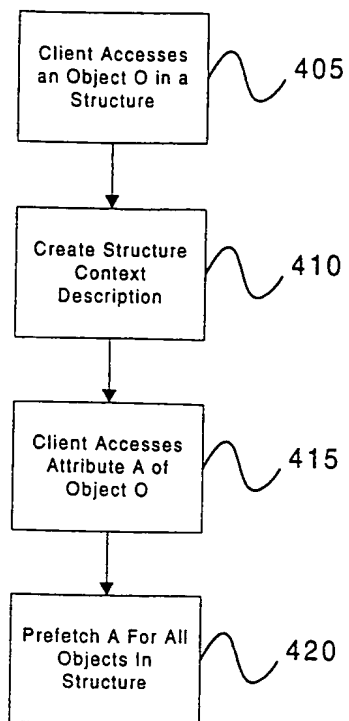 Client Accesses
an Object O in a
Structure
405
Create Structure
Context
Description
410
Client Accesses
Attribute A of
Object O
415
Prefetch A For All
Objects In
Structure
420